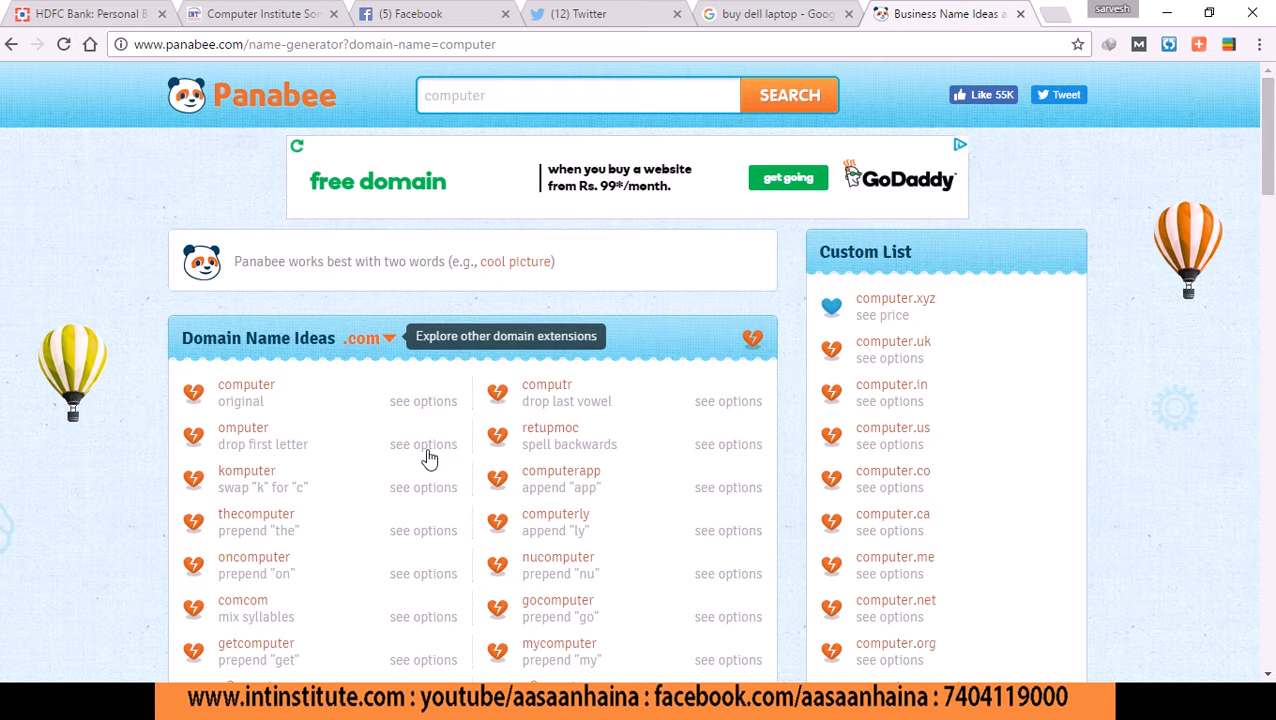 HDFC Bank: Personal B
Computer Institute Son
(5) Facebook
(12) Twitter
buy dell laptop - Goog
Business Name Ideas a
sarvesh
www.panabee.com/name-generator?domain-name=computer
Panabee
computer
SEARCH
Like 55K
Tweet
free domain
when you buy a website
from Rs. 99*/month.
get going
GoDaddy
Panabee works best with two words (e.g., cool picture)
Domain Name Ideas .com
Explore other domain extensions
computer
original
see options
computr
drop last vowel
see options
omputer
drop first letter
see options
retupmoc
spell backwards
see options
komputer
swap "k" for "c"
see options
computerapp
append "app"
see options
thecomputer
prepend "the"
see options
computerly
append "ly"
see options
oncomputer
prepend "on"
see options
nucomputer
prepend "nu"
see options
comcom
mix syllables
see options
gocomputer
prepend "go"
see options
getcomputer
prepend "get"
see options
mycomputer
prepend "my"
see options
Custom List
computer.xyz
see price
computer.uk
see options
computer.in
see options
computer.us
see options
computer.co
see options
computer.ca
see options
computer.me
see options
computer.net
see options
computer.org
see options
www.intinstitute.com : youtube/aasaanhaina : facebook.com/aasaanhaina : 7404119000